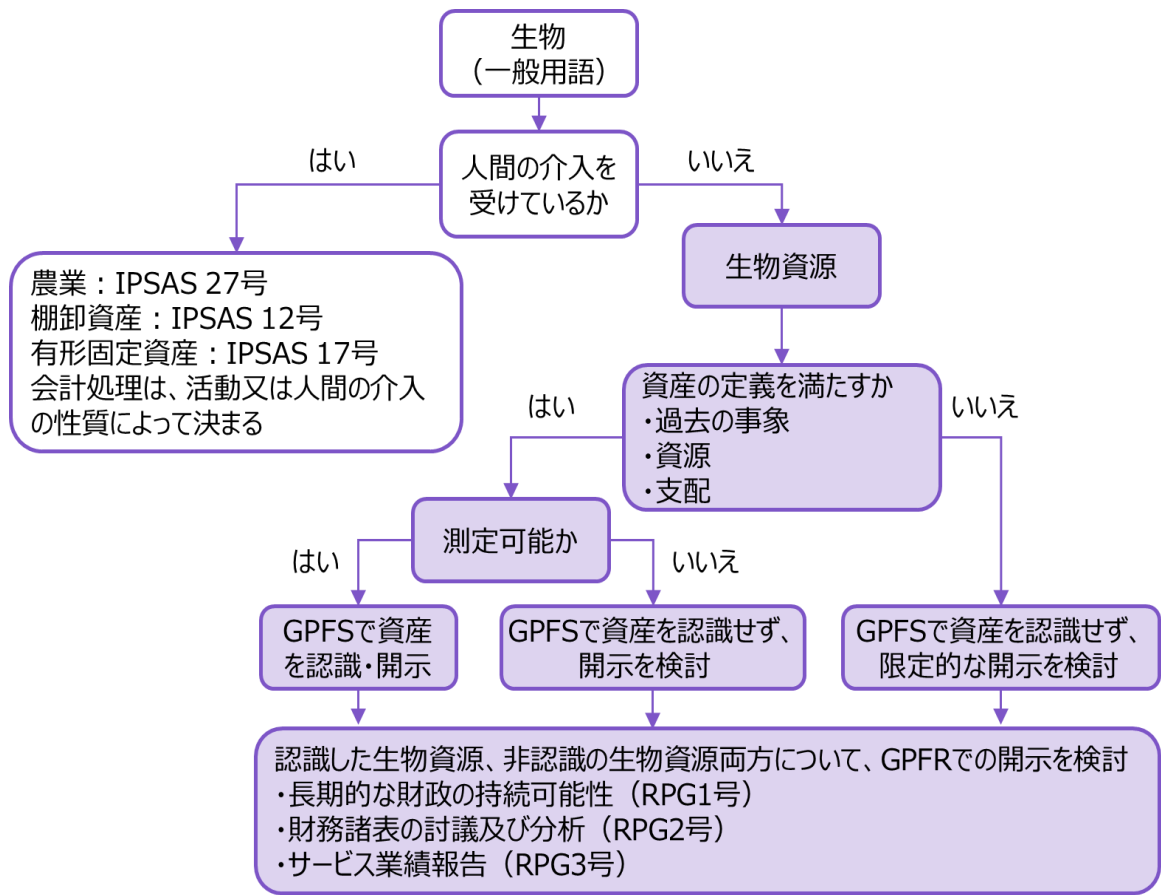 生物
（一般用語）
人間の介入を
受けているか
はい
いいえ
農業：IPSAS 27号
棚卸資産：IPSAS 12号
有形固定資産：IPSAS 17号
会計処理は、活動又は人間の介入
の性質によって決まる
生物資源
資産の定義を満たすか
・過去の事象
・資源
・支配
はい
いいえ
測定可能か
はい
いいえ
GPFSで資産
を認識・開示
GPFSで資産を認識せず、
開示を検討
GPFSで資産を認識せず、
限定的な開示を検討
認識した生物資源、非認識の生物資源両方について、GPFRでの開示を検討
・長期的な財政の持続可能性（RPG1号）
・財務諸表の討議及び分析（RPG2号）
・サービス業績報告（RPG3号）